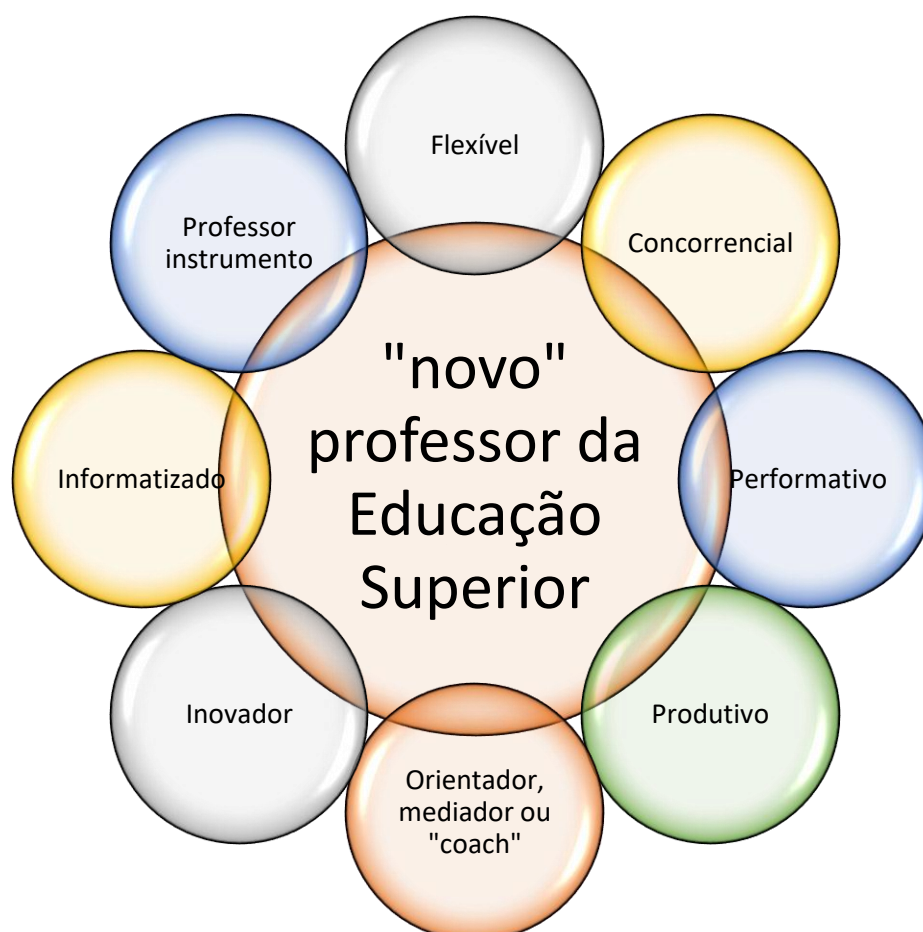 Flexível
Concorrencial
Performativo
Produtivo
Orientador,
mediador ou
"coach"
Inovador
Informatizado
Professor
instrumento
"novo"
professor da
Educação
Superior